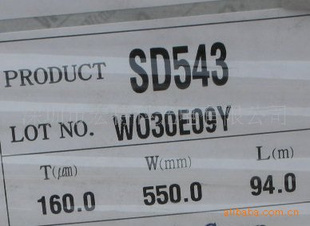 PRODUCT SD543
LOT NO. W030E09Y
T(μm) W(mm) L(m)
160.0 550.0 94.0